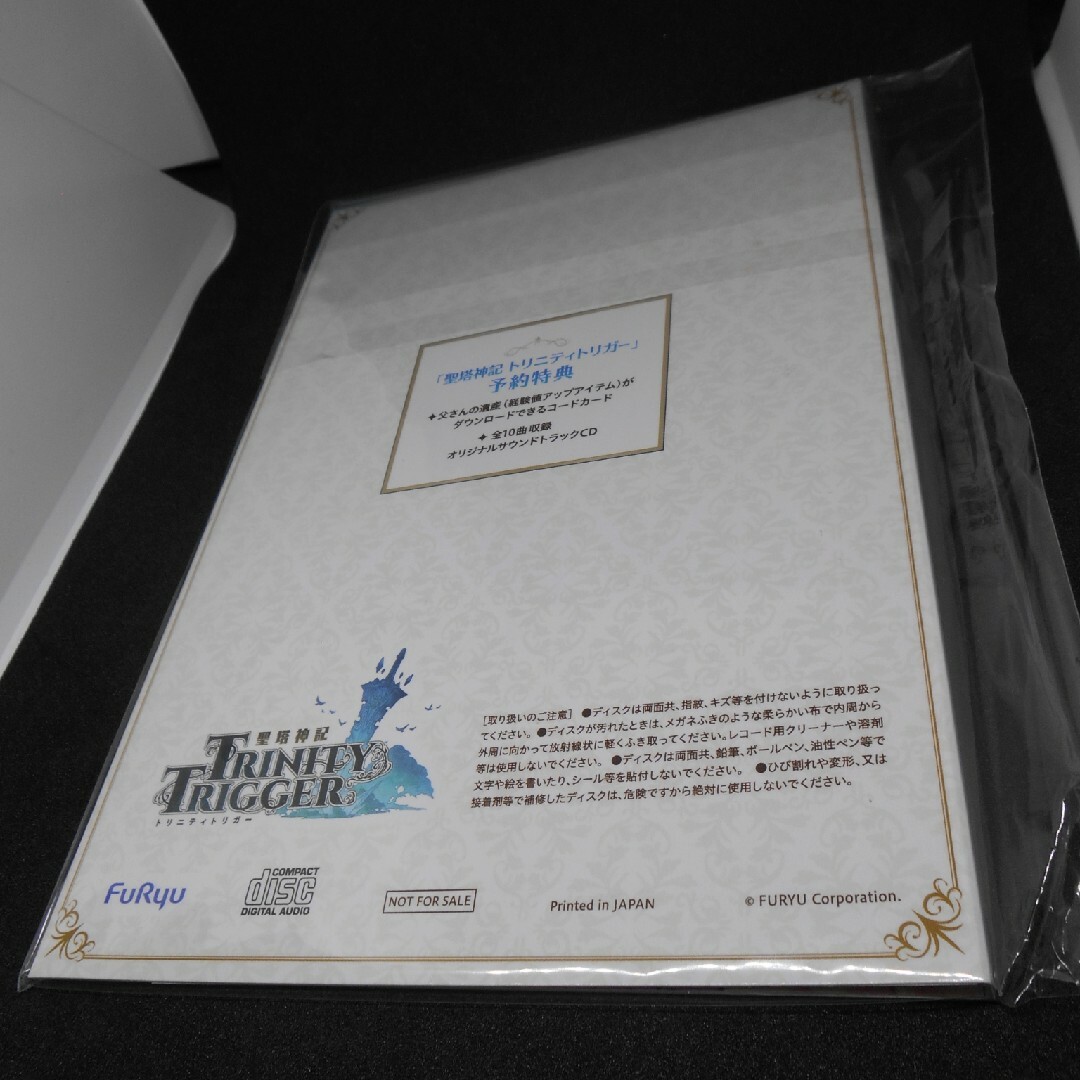 「聖塔神記 トリニティトリガー」
予約特典
✦父さんの遺産(経験値アップアイテム)が
ダウンロードできるコードカード
✦ 全10曲収録
オリジナルサウンドトラックCD
聖塔神記
TRINITY
TRIGGER
トリニティトリガー
[取り扱いのご注意] ●ディスクは両面共、指紋、キズ等を付けないように取り扱っ
てください。●ディスクが汚れたときは、メガネふきのような柔らかい布で内周から
外周に向かって放射線状に軽くふき取ってください。レコード用クリーナーや溶剤
等は使用しないでください。 ●ディスクは両面共、鉛筆、ボールペン、油性ペン等で
文字や絵を書いたり、シール等を貼付しないでください。 ●ひび割れや変形、又は
接着剤等で補修したディスクは、危険ですから絶対に使用しないでください。
FuRyu
COMPACT
disc
DIGITAL AUDIO
NOT FOR SALE
Printed in JAPAN
© FURYU Corporation.